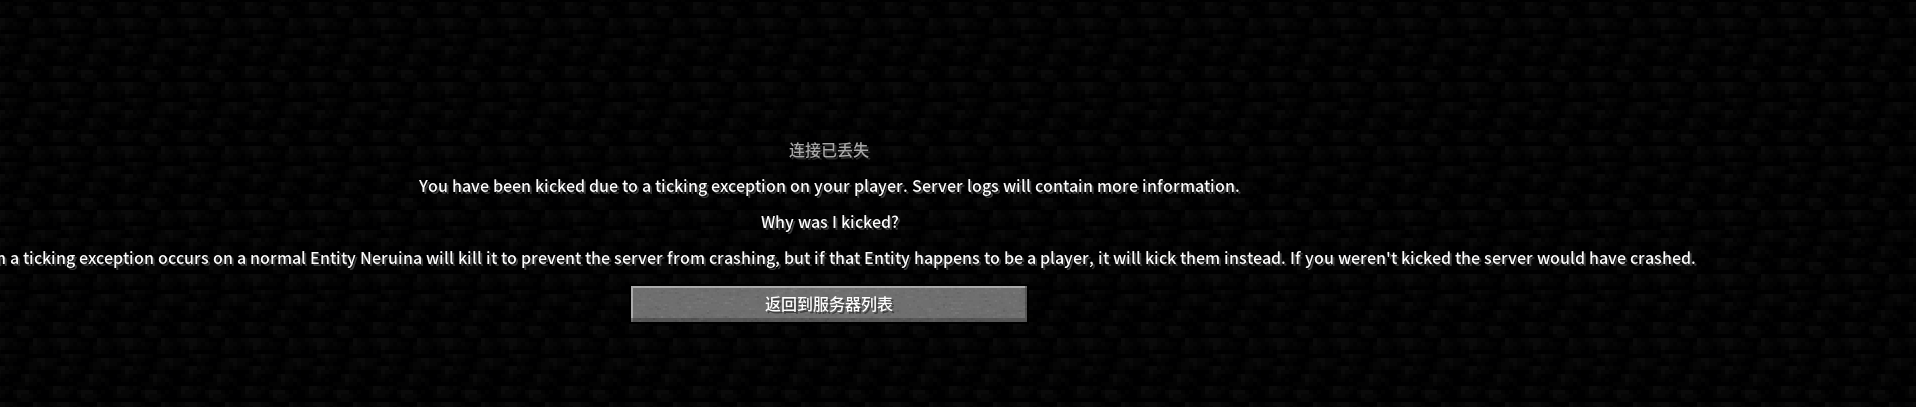 连接已丢失
You have been kicked due to a ticking exception on your player. Server logs will contain more information.
Why was I kicked?
a ticking exception occurs on a normal Entity Neruina will kill it to prevent the server from crashing, but if that Entity happens to be a player, it will kick them instead. If you weren't kicked the server would have crashed.
返回到服务器列表